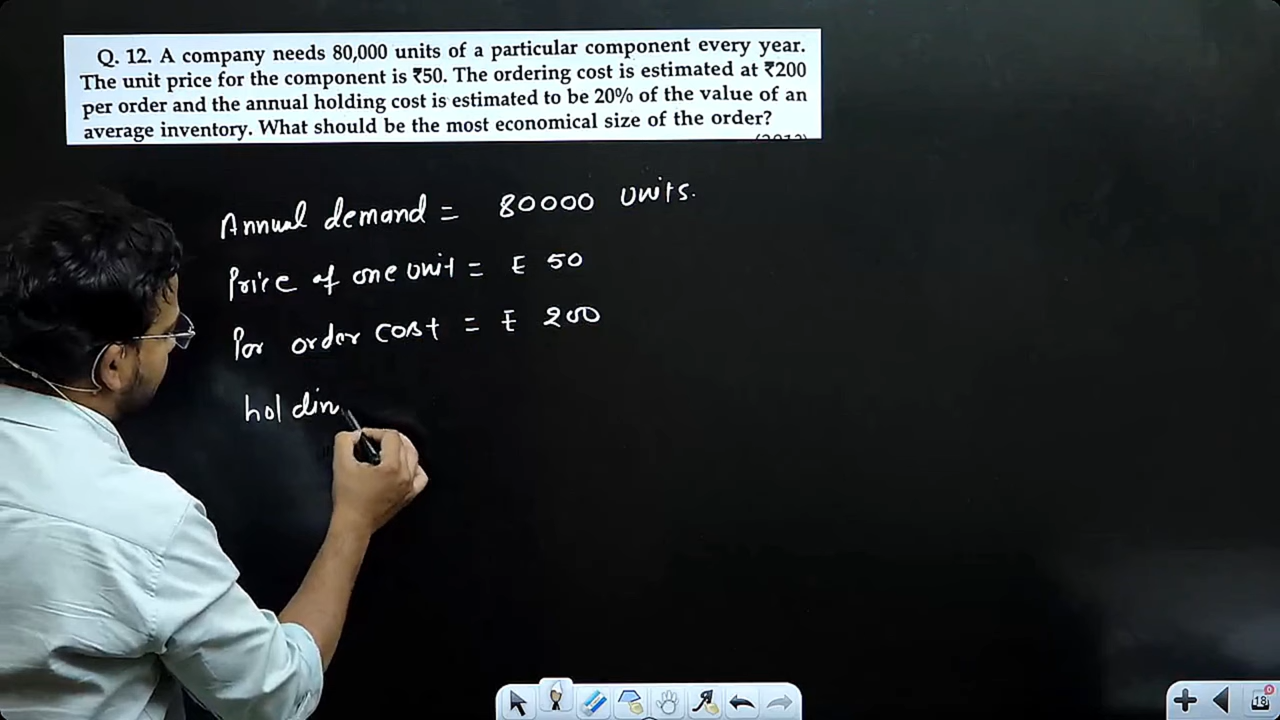 Q. 12. A company needs 80,000 units of a particular component every year.
The unit price for the component is ₹50. The ordering cost is estimated at ₹200
per order and the annual holding cost is estimated to be 20% of the value of an
average inventory. What should be the most economical size of the order?
Annual demand = 80000 units.
Price of one unit = ₹ 50
Per order cost = ₹ 200
holdin
18